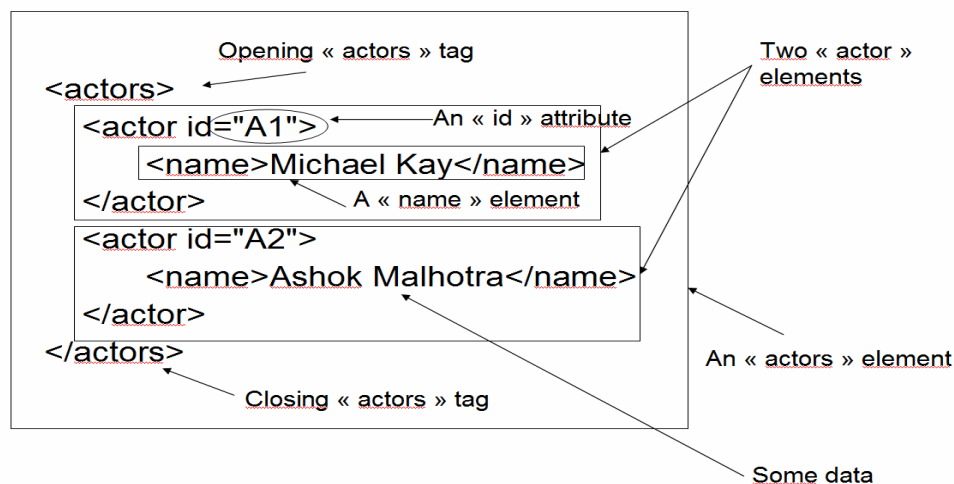 Opening « actors » tag
Two « actor »
elements
<actors>
<actor id="A1">
An « id » attribute
<name>Michael Kay</name>
</actor>
A « name » element
<actor id="A2">
<name>Ashok Malhotra</name>
</actor>
</actors>
An « actors » element
Closing « actors » tag
Some data